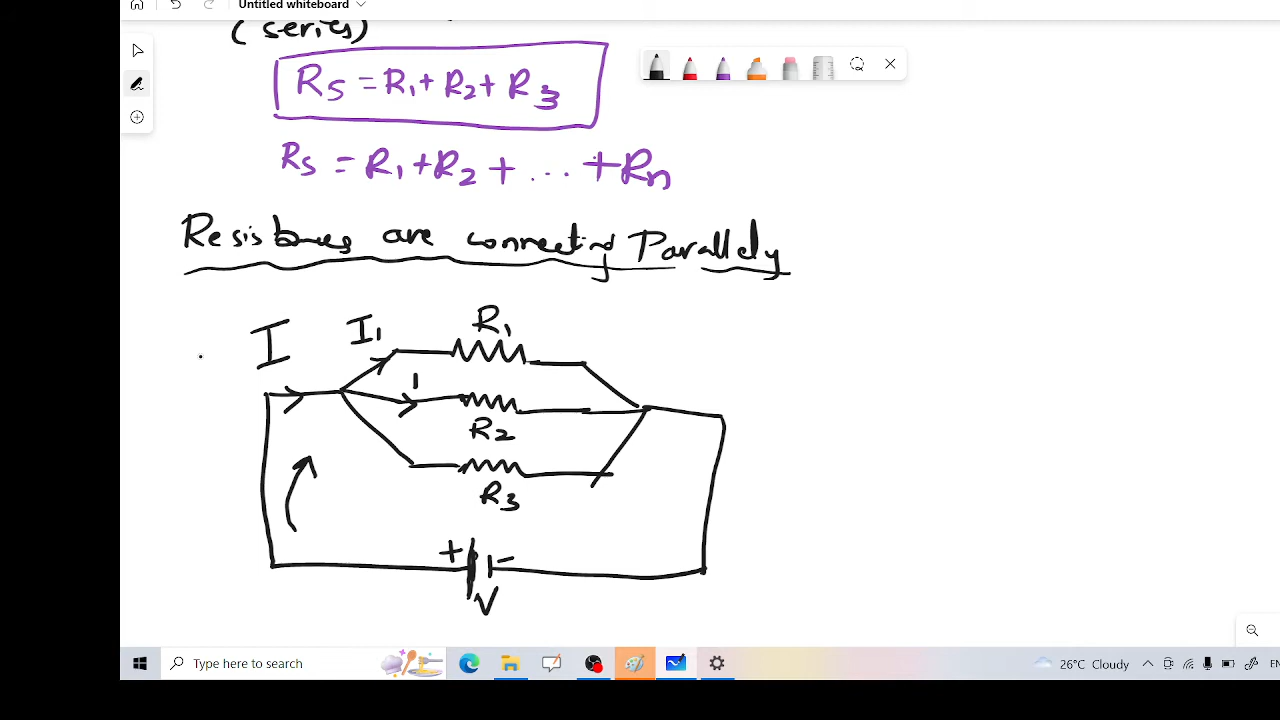 Untitled whiteboard
(series)
RS = R1 + R2 + R3
RS = R1 + R2 + ... + Rn
Resistances are connecting Parallely
I I1 R1
I
R2
R3
+ -
V
Type here to search
26°C Cloudy